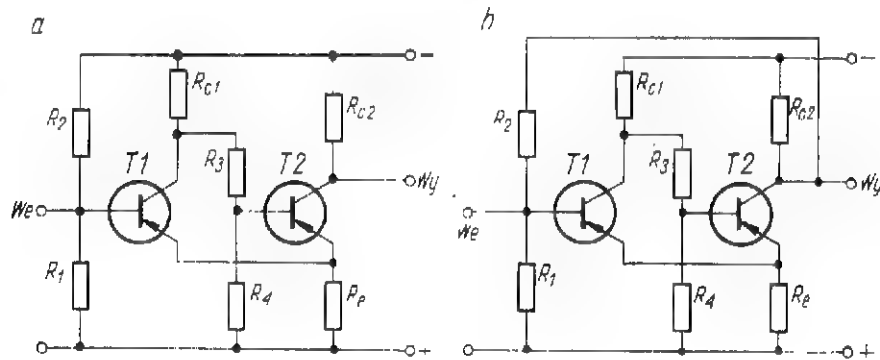 a
R2
T1
Rc1
R3
T2
Rc2
We
Wy
R1
R4
Re
−
+
b
R2
T1
Rc1
R3
T2
Rc2
We
Wy
R1
R4
Re
−
+